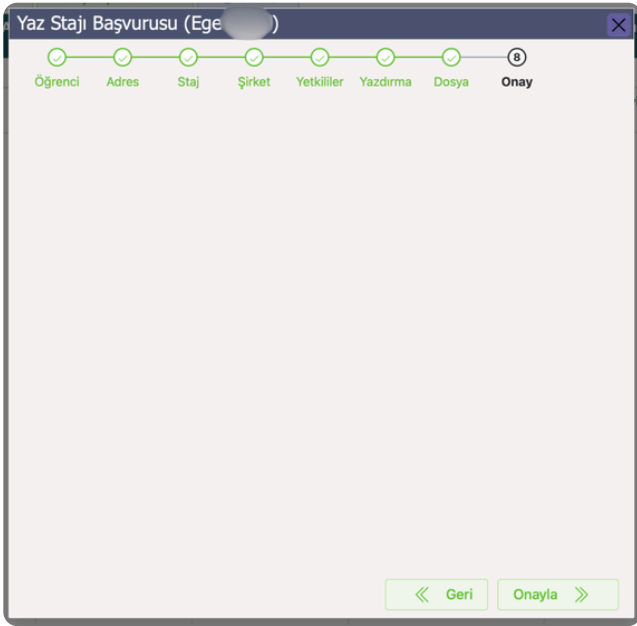 Yaz Stajı Başvurusu (Ege )
8
Öğrenci Adres Staj Şirket Yetkililer Yazdırma Dosya Onay
Geri Onayla